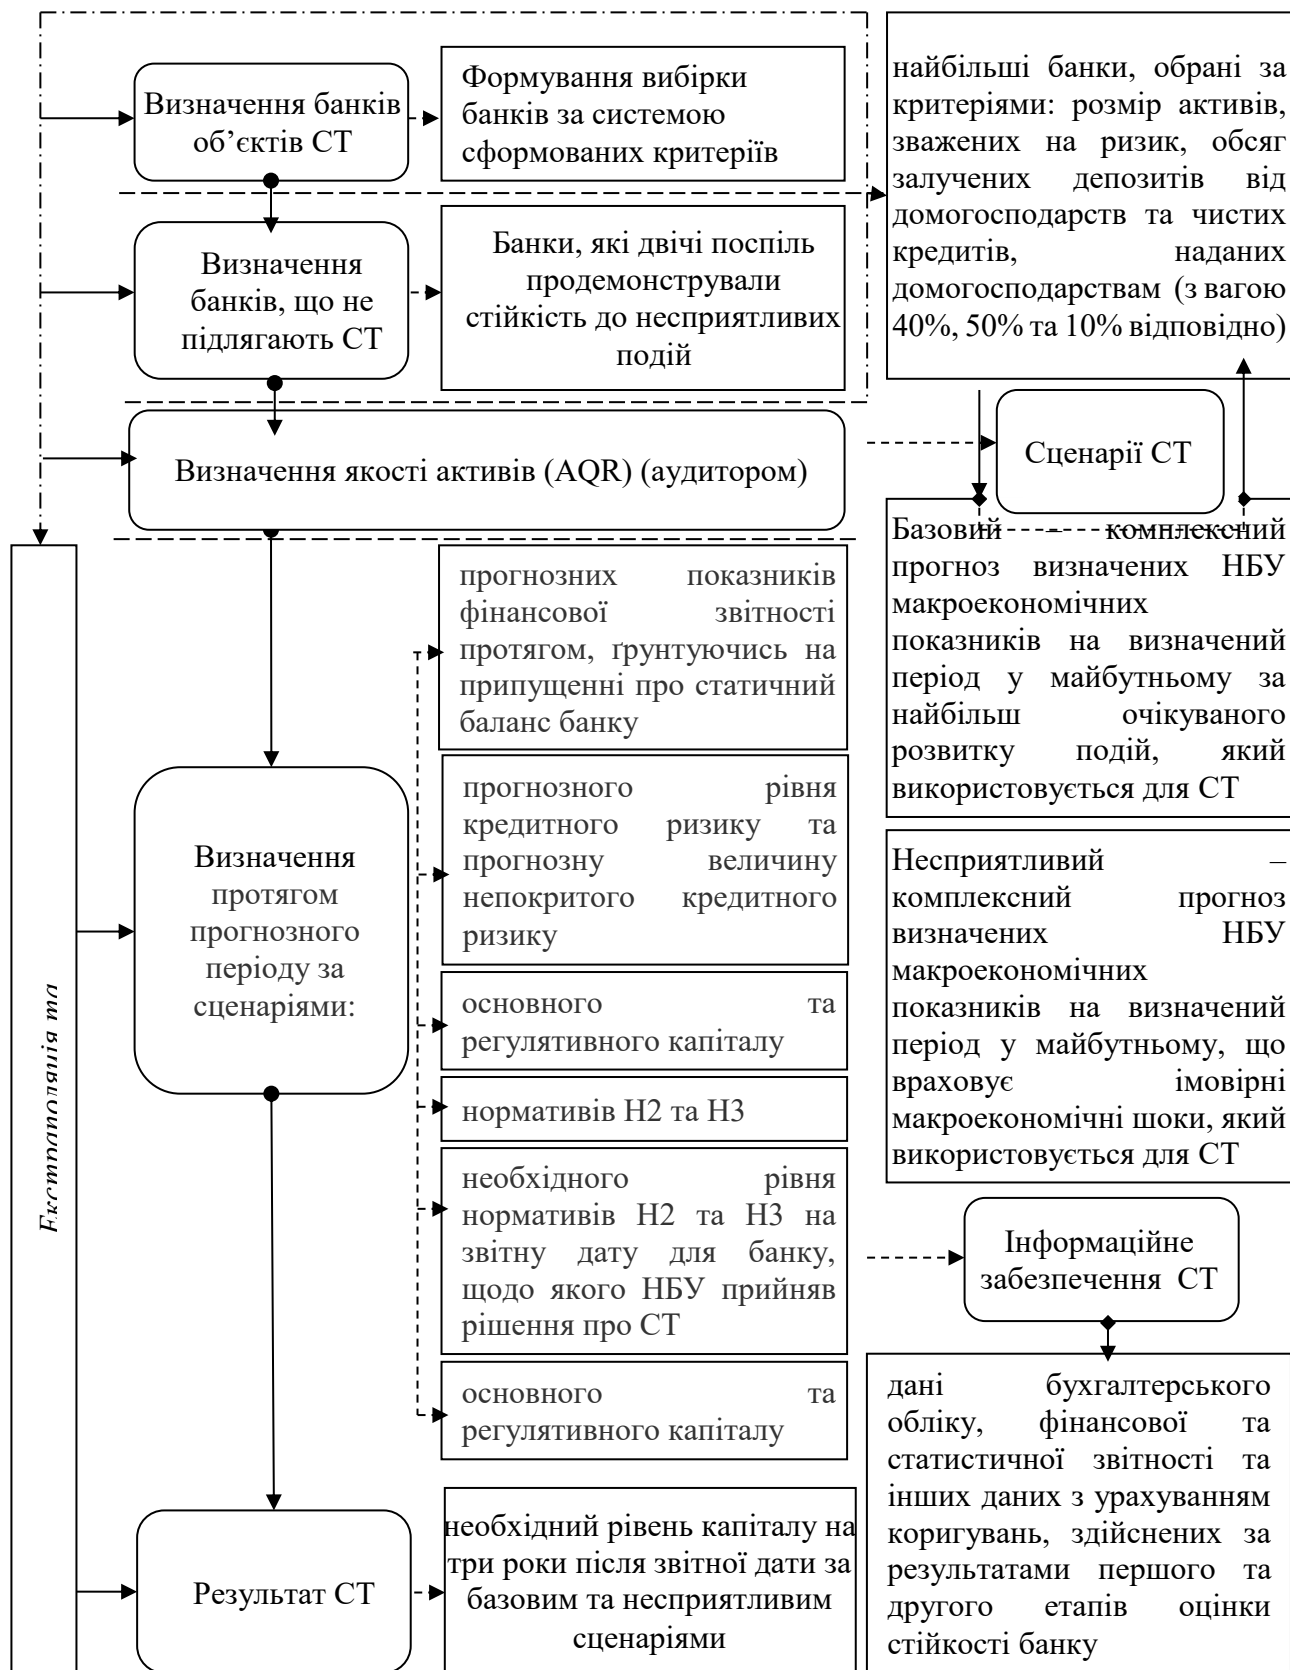 Визначення банків
об’єктів СТ
Формування вибірки
банків за системою
сформованих критеріїв
найбільші банки, обрані за
критеріями: розмір активів,
зважених на ризик, обсяг
залучених депозитів від
домогосподарств та чистих
кредитів, наданих
домогосподарствам (з вагою
40%, 50% та 10% відповідно)
Визначення
банків, що не
підлягають СТ
Банки, які двічі поспіль
продемонстрували
стійкість до несприятливих
подій
Визначення якості активів (AQR) (аудитором)
Сценарії СТ
Базовий – комплексний
прогноз визначених НБУ
макроекономічних
показників на визначений
період у майбутньому за
найбільш очікуваного
розвитку подій, який
використовується для СТ
Несприятливий –
комплексний прогноз
визначених НБУ
макроекономічних
показників на визначений
період у майбутньому, що
враховує імовірні
макроекономічні шоки, який
використовується для СТ
Екстраполяція та
Визначення
протягом
прогнозного
періоду за
сценаріями:
прогнозних показників
фінансової звітності
протягом, ґрунтуючись на
припущенні про статичний
баланс банку
прогнозного рівня
кредитного ризику та
прогнозну величину
непокритого кредитного
ризику
основного та
регулятивного капіталу
нормативів Н2 та Н3
необхідного рівня
нормативів Н2 та Н3 на
звітну дату для банку,
щодо якого НБУ прийняв
рішення про СТ
основного та
регулятивного капіталу
Інформаційне
забезпечення СТ
дані бухгалтерського
обліку, фінансової та
статистичної звітності та
інших даних з урахуванням
коригувань, здійснених за
результатами першого та
другого етапів оцінки
стійкості банку
Результат СТ
необхідний рівень капіталу на
три роки після звітної дати за
базовим та несприятливим
сценаріями